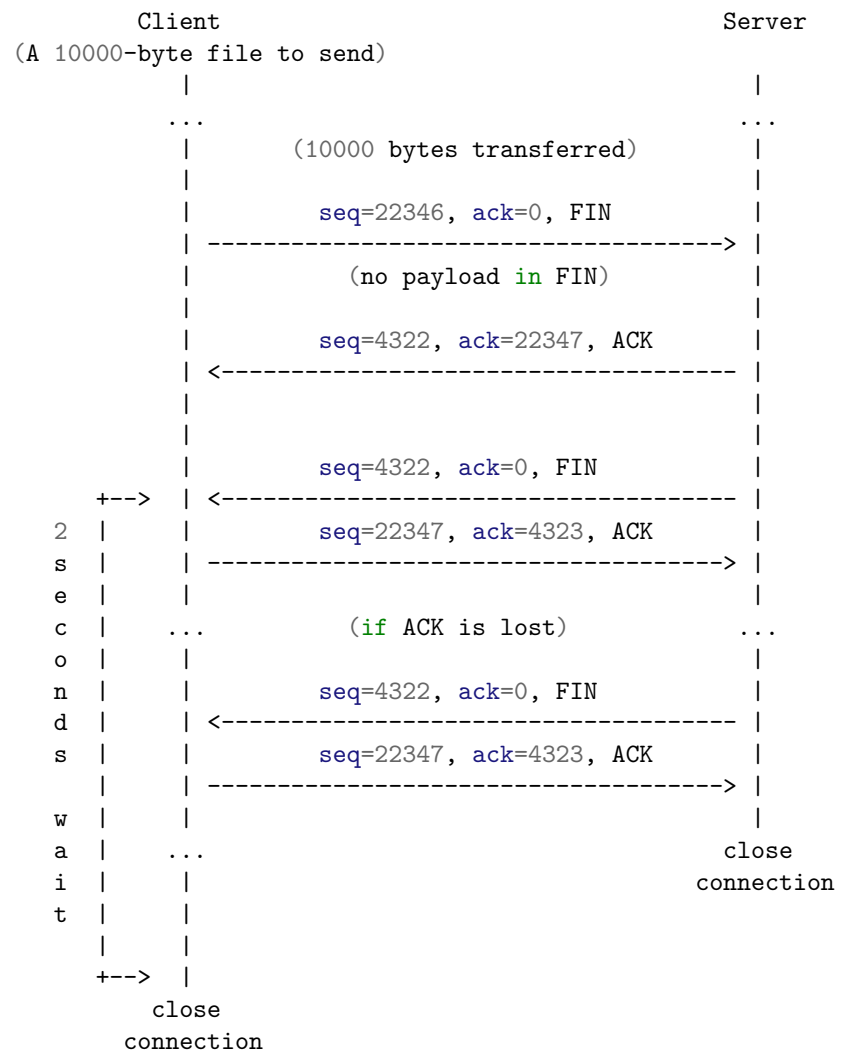 Client Server
(A 10000-byte file to send)
| |
... ...
| (10000 bytes transferred) |
| |
| seq=22346, ack=0, FIN |
| -------------------------------------> |
| (no payload in FIN) |
| |
| seq=4322, ack=22347, ACK |
| <------------------------------------- |
| |
| |
| seq=4322, ack=0, FIN |
+--> | <------------------------------------- |
2 | | seq=22347, ack=4323, ACK |
s | | -------------------------------------> |
e | | |
c | ... (if ACK is lost) ...
o | | |
n | | seq=4322, ack=0, FIN |
d | | <------------------------------------- |
s | | seq=22347, ack=4323, ACK |
| | -------------------------------------> |
w | | |
a | ... close
i | | connection
t | |
| |
+--> |
close
connection